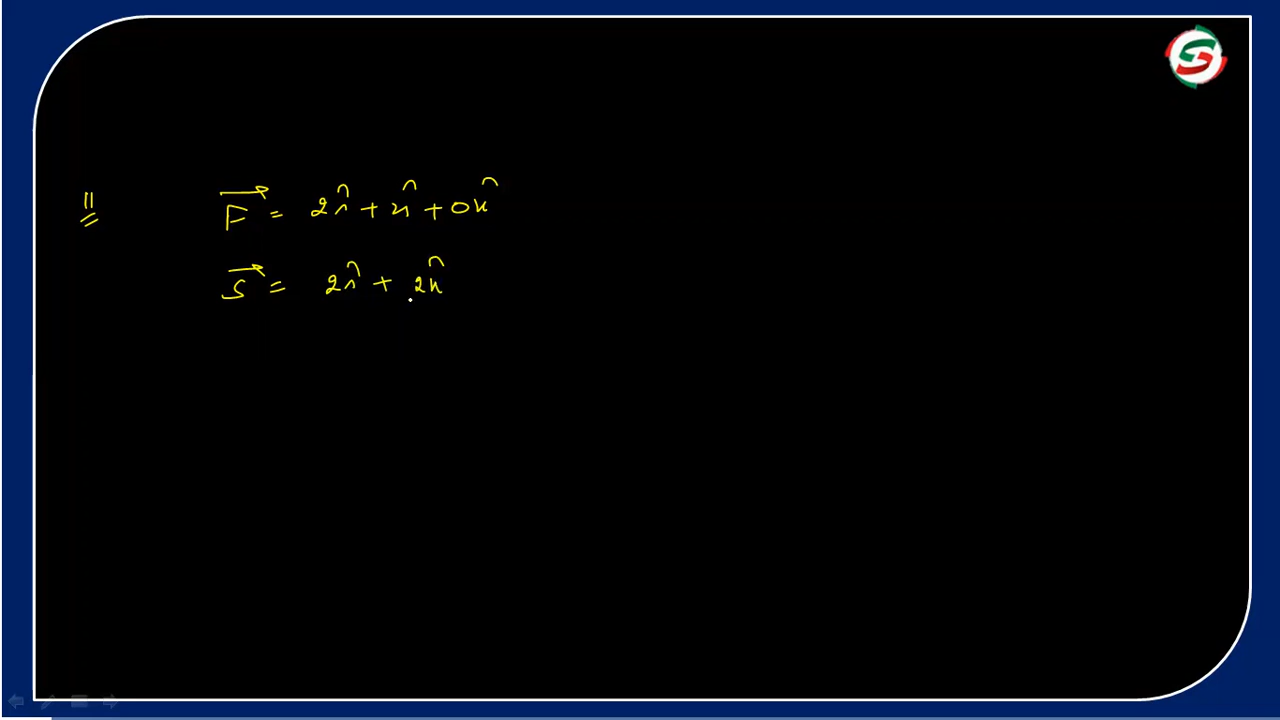 11 F⃗ = 2î + k̂ + 0k̂
S⃗ = 2î + 2k̂